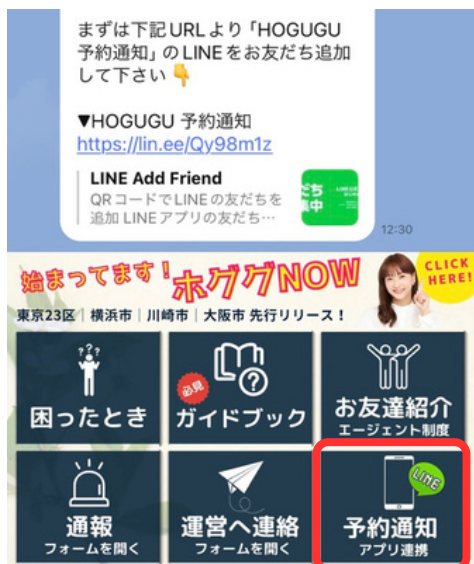 まずは下記URLより「HOGUGU
予約通知」のLINEをお友だち追加
して下さい👇
▼HOGUGU 予約通知
https://lin.ee/Qy98m1z
LINE Add Friend
QRコードでLINEの友だちを
追加 LINEアプリの友だち…
12:30
始まってます!ホググNOW
CLICK
HERE!
東京23区|横浜市|川崎市|大阪市 先行リリース!
???
困ったとき
必見
?
ガイドブック
お友達紹介
エージェント制度
通報
フォームを開く
運営へ連絡
フォームを開く
LINE
予約通知
アプリ連携